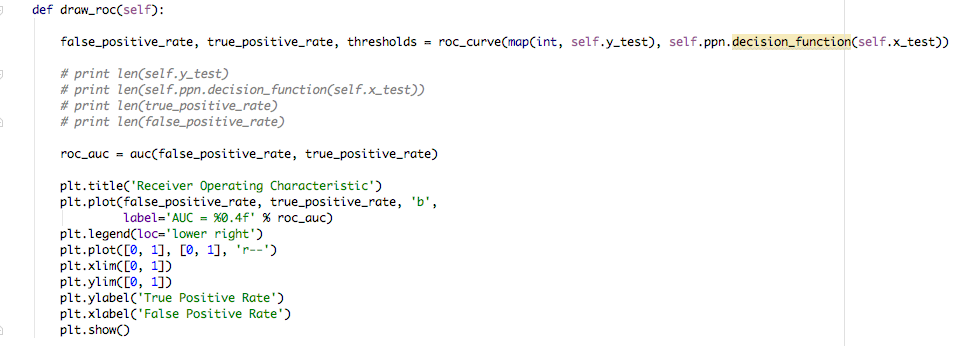 def draw_roc(self):
false_positive_rate, true_positive_rate, thresholds = roc_curve(map(int, self.y_test), self.ppn.decision_function(self.x_test))
# print len(self.y_test)
# print len(self.ppn.decision_function(self.x_test))
# print len(true_positive_rate)
# print len(false_positive_rate)
roc_auc = auc(false_positive_rate, true_positive_rate)
plt.title('Receiver Operating Characteristic')
plt.plot(false_positive_rate, true_positive_rate, 'b',
label='AUC = %0.4f' % roc_auc)
plt.legend(loc='lower right')
plt.plot([0, 1], [0, 1], 'r--')
plt.xlim([0, 1])
plt.ylim([0, 1])
plt.ylabel('True Positive Rate')
plt.xlabel('False Positive Rate')
plt.show()